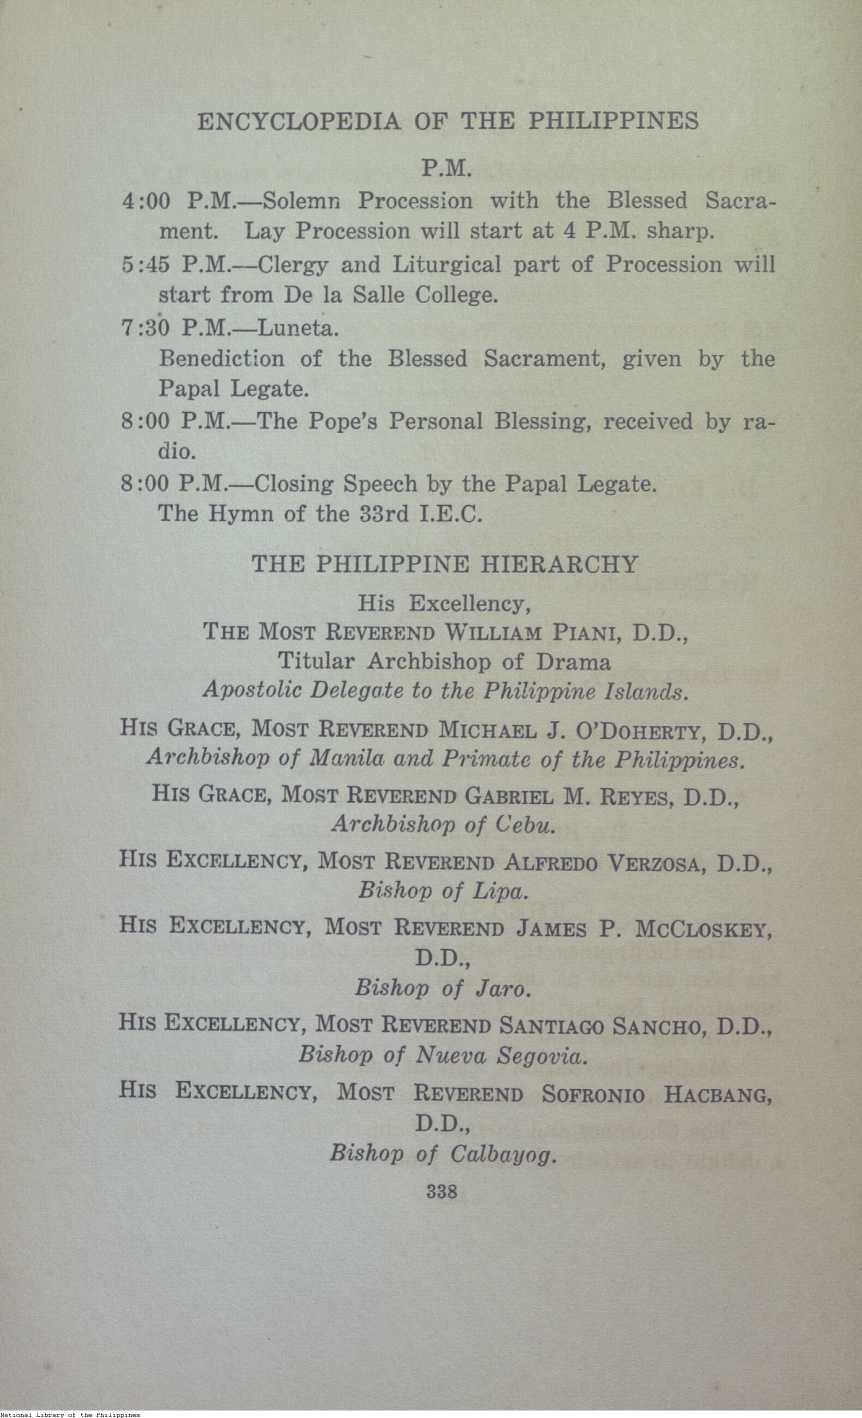 ENCYCLOPEDIA OF THE PHILIPPINES
P.M.
4:00 P.M.—Solemn Procession with the Blessed Sacra-
ment. Lay Procession will start at 4 P.M. sharp.
5:45 P.M.—Clergy and Liturgical part of Procession will
start from De la Salle College.
7:30 P.M.—Luneta.
Benediction of the Blessed Sacrament, given by the
Papal Legate.
8:00 P.M.—The Pope's Personal Blessing, received by ra-
dio.
8:00 P.M.—Closing Speech by the Papal Legate.
The Hymn of the 33rd I.E.C.
THE PHILIPPINE HIERARCHY
His Excellency,
THE MOST REVEREND WILLIAM PIANI, D.D.,
Titular Archbishop of Drama
Apostolic Delegate to the Philippine Islands.
HIS GRACE, MOST REVEREND MICHAEL J. O'DOHERTY, D.D.,
Archbishop of Manila and Primate of the Philippines.
HIS GRACE, MOST REVEREND GABRIEL M. REYES, D.D.,
Archbishop of Cebu.
HIS EXCELLENCY, MOST REVEREND ALFREDO VERZOSA, D.D.,
Bishop of Lipa.
HIS EXCELLENCY, MOST REVEREND JAMES P. MCCLOSKEY,
D.D.,
Bishop of Jaro.
HIS EXCELLENCY, MOST REVEREND SANTIAGO SANCHO, D.D.,
Bishop of Nueva Segovia.
HIS EXCELLENCY, MOST REVEREND SOFRONIO HACBANG,
D.D.,
Bishop of Calbayog.
338
National Library of the Philippines